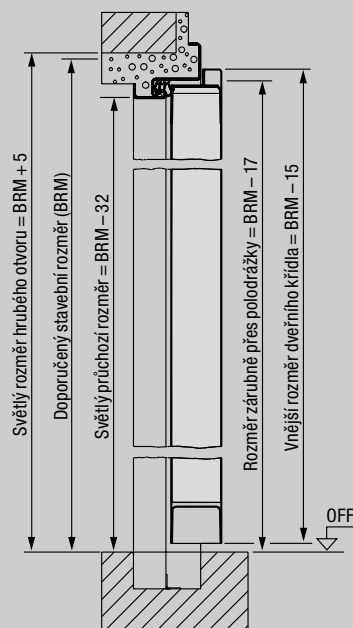 Světlý rozměr hrubého otvoru = BRM + 5
Doporučený stavební rozměr (BRM)
Světlý průchozí rozměr = BRM – 32
Rozměr zárubně přes polodrážky = BRM – 17
Vnější rozměr dveřního křídla = BRM – 15
OFF